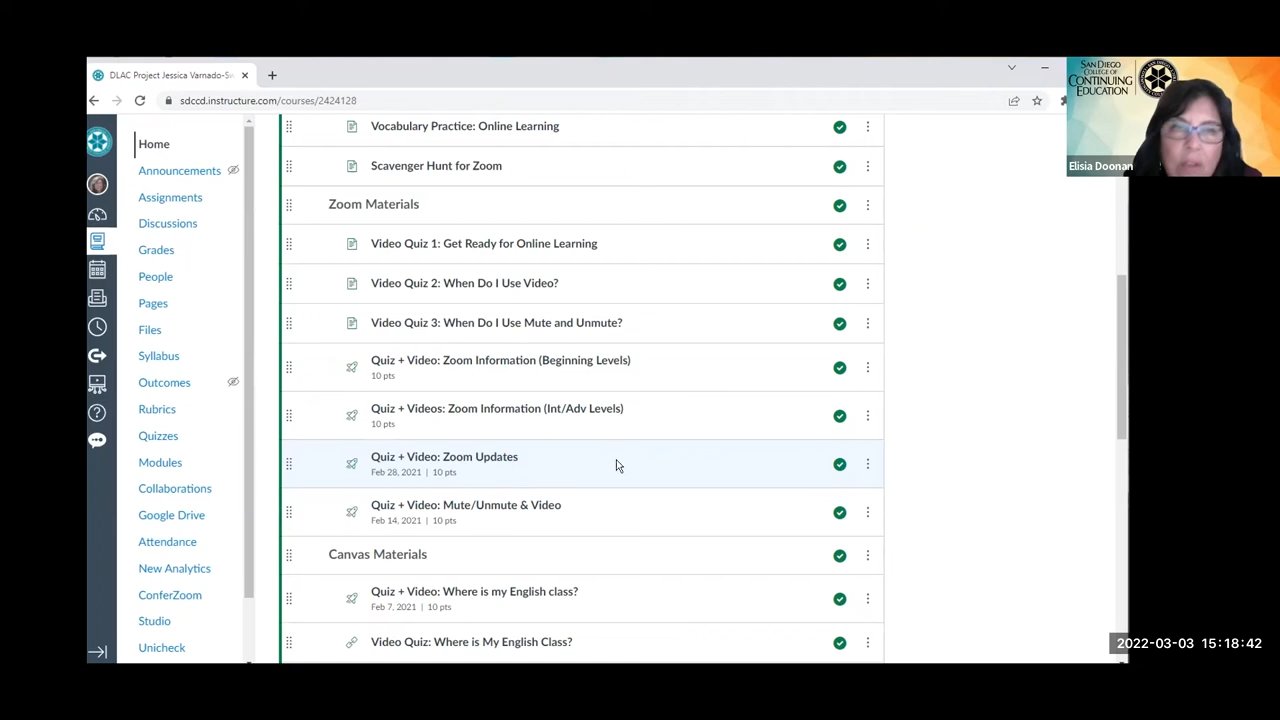 DLAC Project Jessica Varnado-Sw
sdccd.instructure.com/courses/2424128
SAN DIEGO
COLLEGE OF
CONTINUING
EDUCATION
Elisia Doonan
Home
Announcements
Assignments
Discussions
Grades
People
Pages
Files
Syllabus
Outcomes
Rubrics
Quizzes
Modules
Collaborations
Google Drive
Attendance
New Analytics
ConferZoom
Studio
Unicheck
Vocabulary Practice: Online Learning
Scavenger Hunt for Zoom
Zoom Materials
Video Quiz 1: Get Ready for Online Learning
Video Quiz 2: When Do I Use Video?
Video Quiz 3: When Do I Use Mute and Unmute?
Quiz + Video: Zoom Information (Beginning Levels)
10 pts
Quiz + Videos: Zoom Information (Int/Adv Levels)
10 pts
Quiz + Video: Zoom Updates
Feb 28, 2021 | 10 pts
Quiz + Video: Mute/Unmute & Video
Feb 14, 2021 | 10 pts
Canvas Materials
Quiz + Video: Where is my English class?
Feb 7, 2021 | 10 pts
Video Quiz: Where is My English Class?
2022-03-03 15:18:42